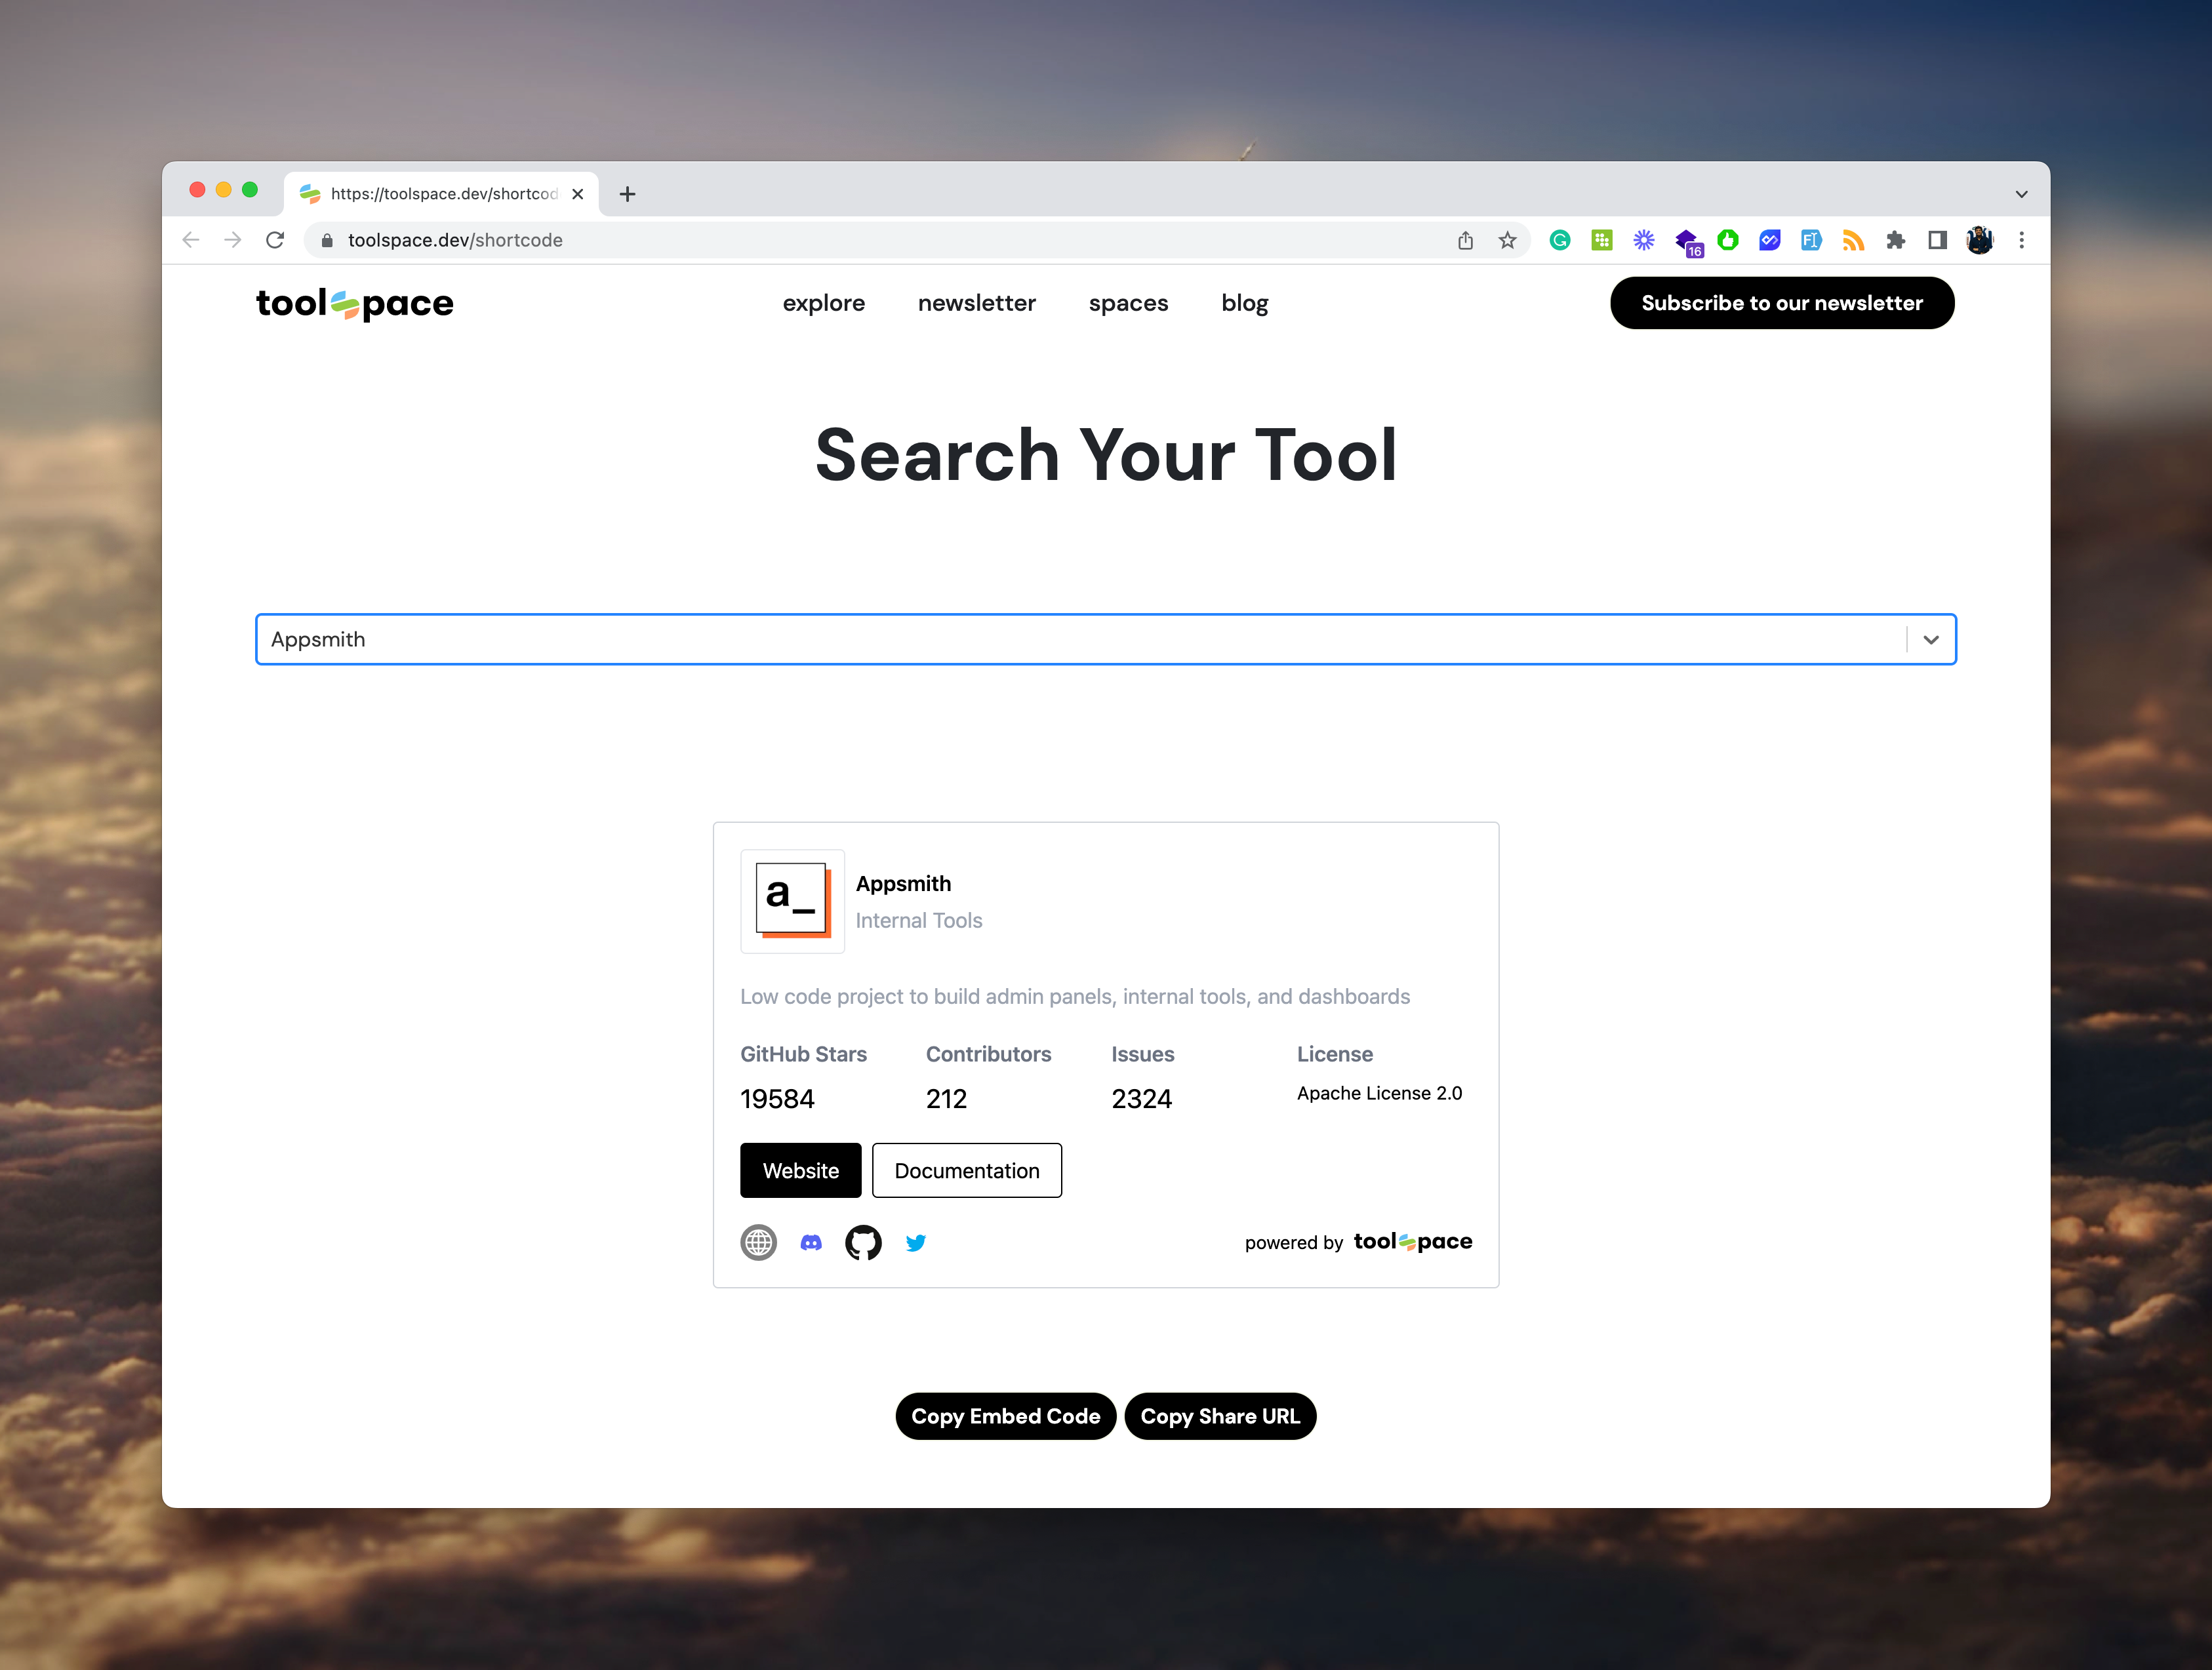 https://toolspace.dev/shortcod
toolspace.dev/shortcode
16
toolspace
explore newsletter spaces blog
Subscribe to our newsletter
Search Your Tool
Appsmith
a_
Appsmith
Internal Tools
Low code project to build admin panels, internal tools, and dashboards
GitHub Stars Contributors Issues License
19584 212 2324 Apache License 2.0
Website Documentation
powered by toolspace
Copy Embed Code Copy Share URL